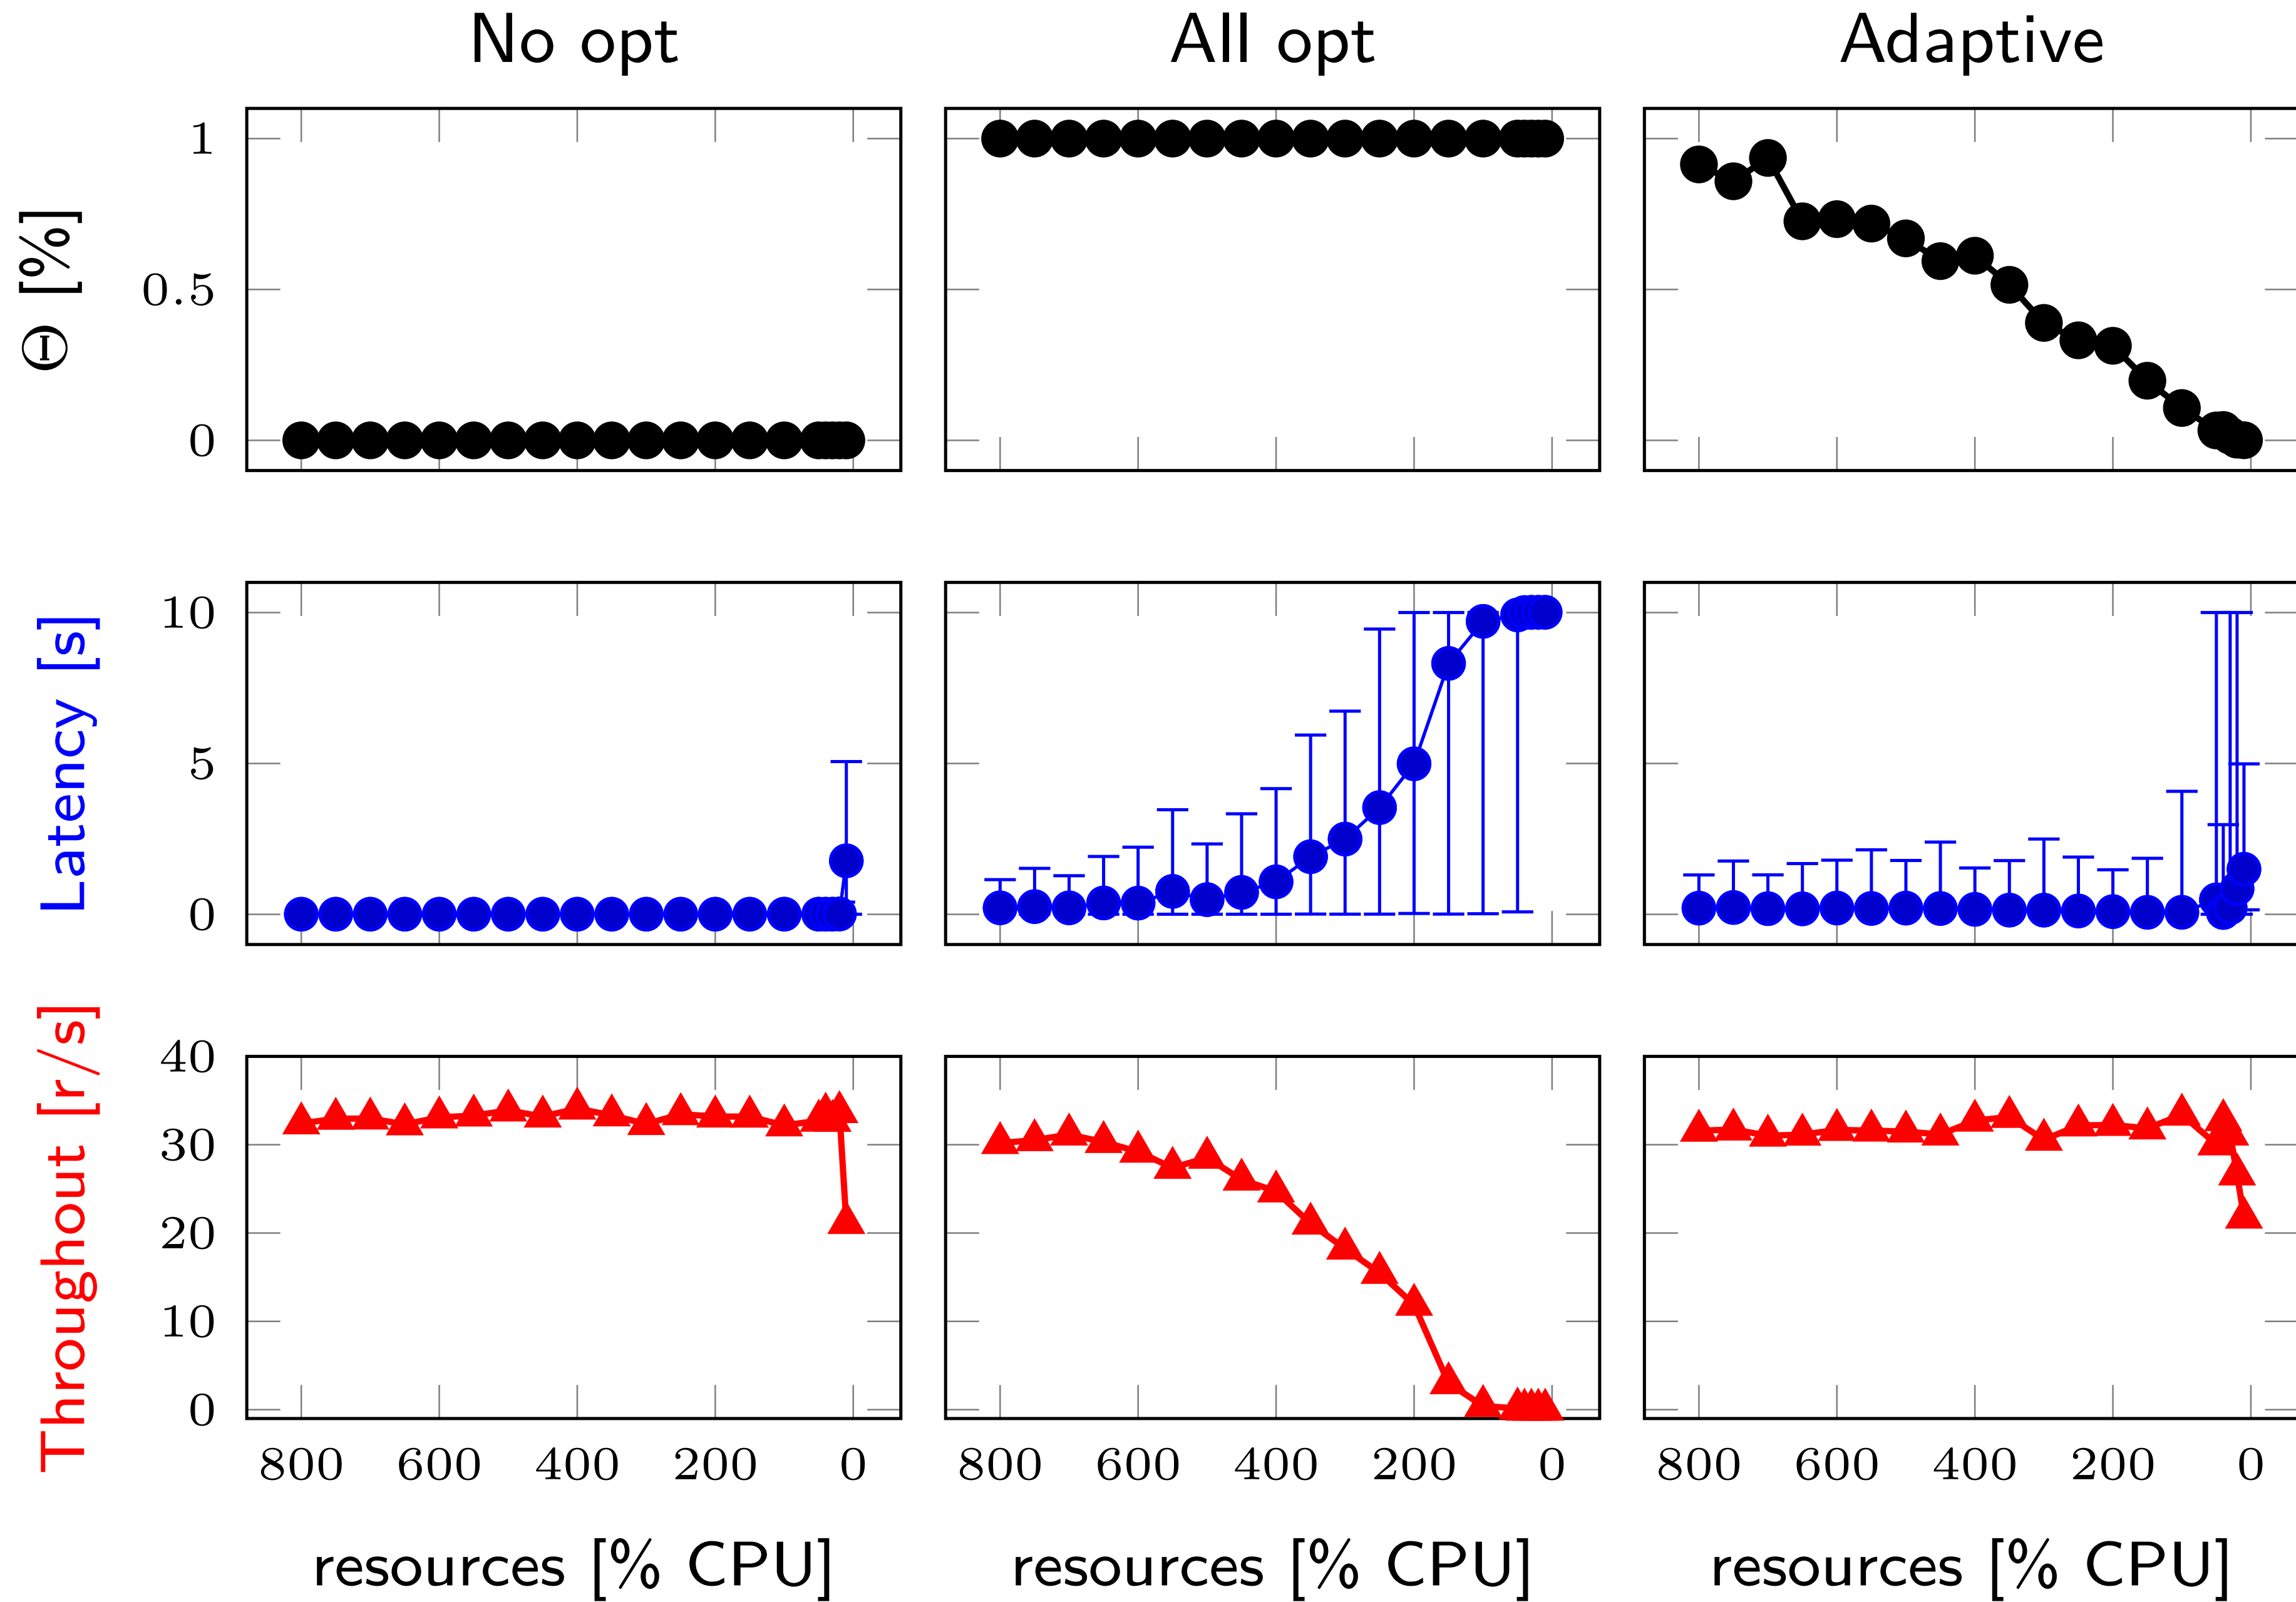 No opt All opt Adaptive
Θ [%]
1
0.5
0
Latency [s]
10
5
0
Throughout [r/s]
40
30
20
10
0
800 600 400 200 0 800 600 400 200 0 800 600 400 200 0
resources [% CPU] resources [% CPU] resources [% CPU]